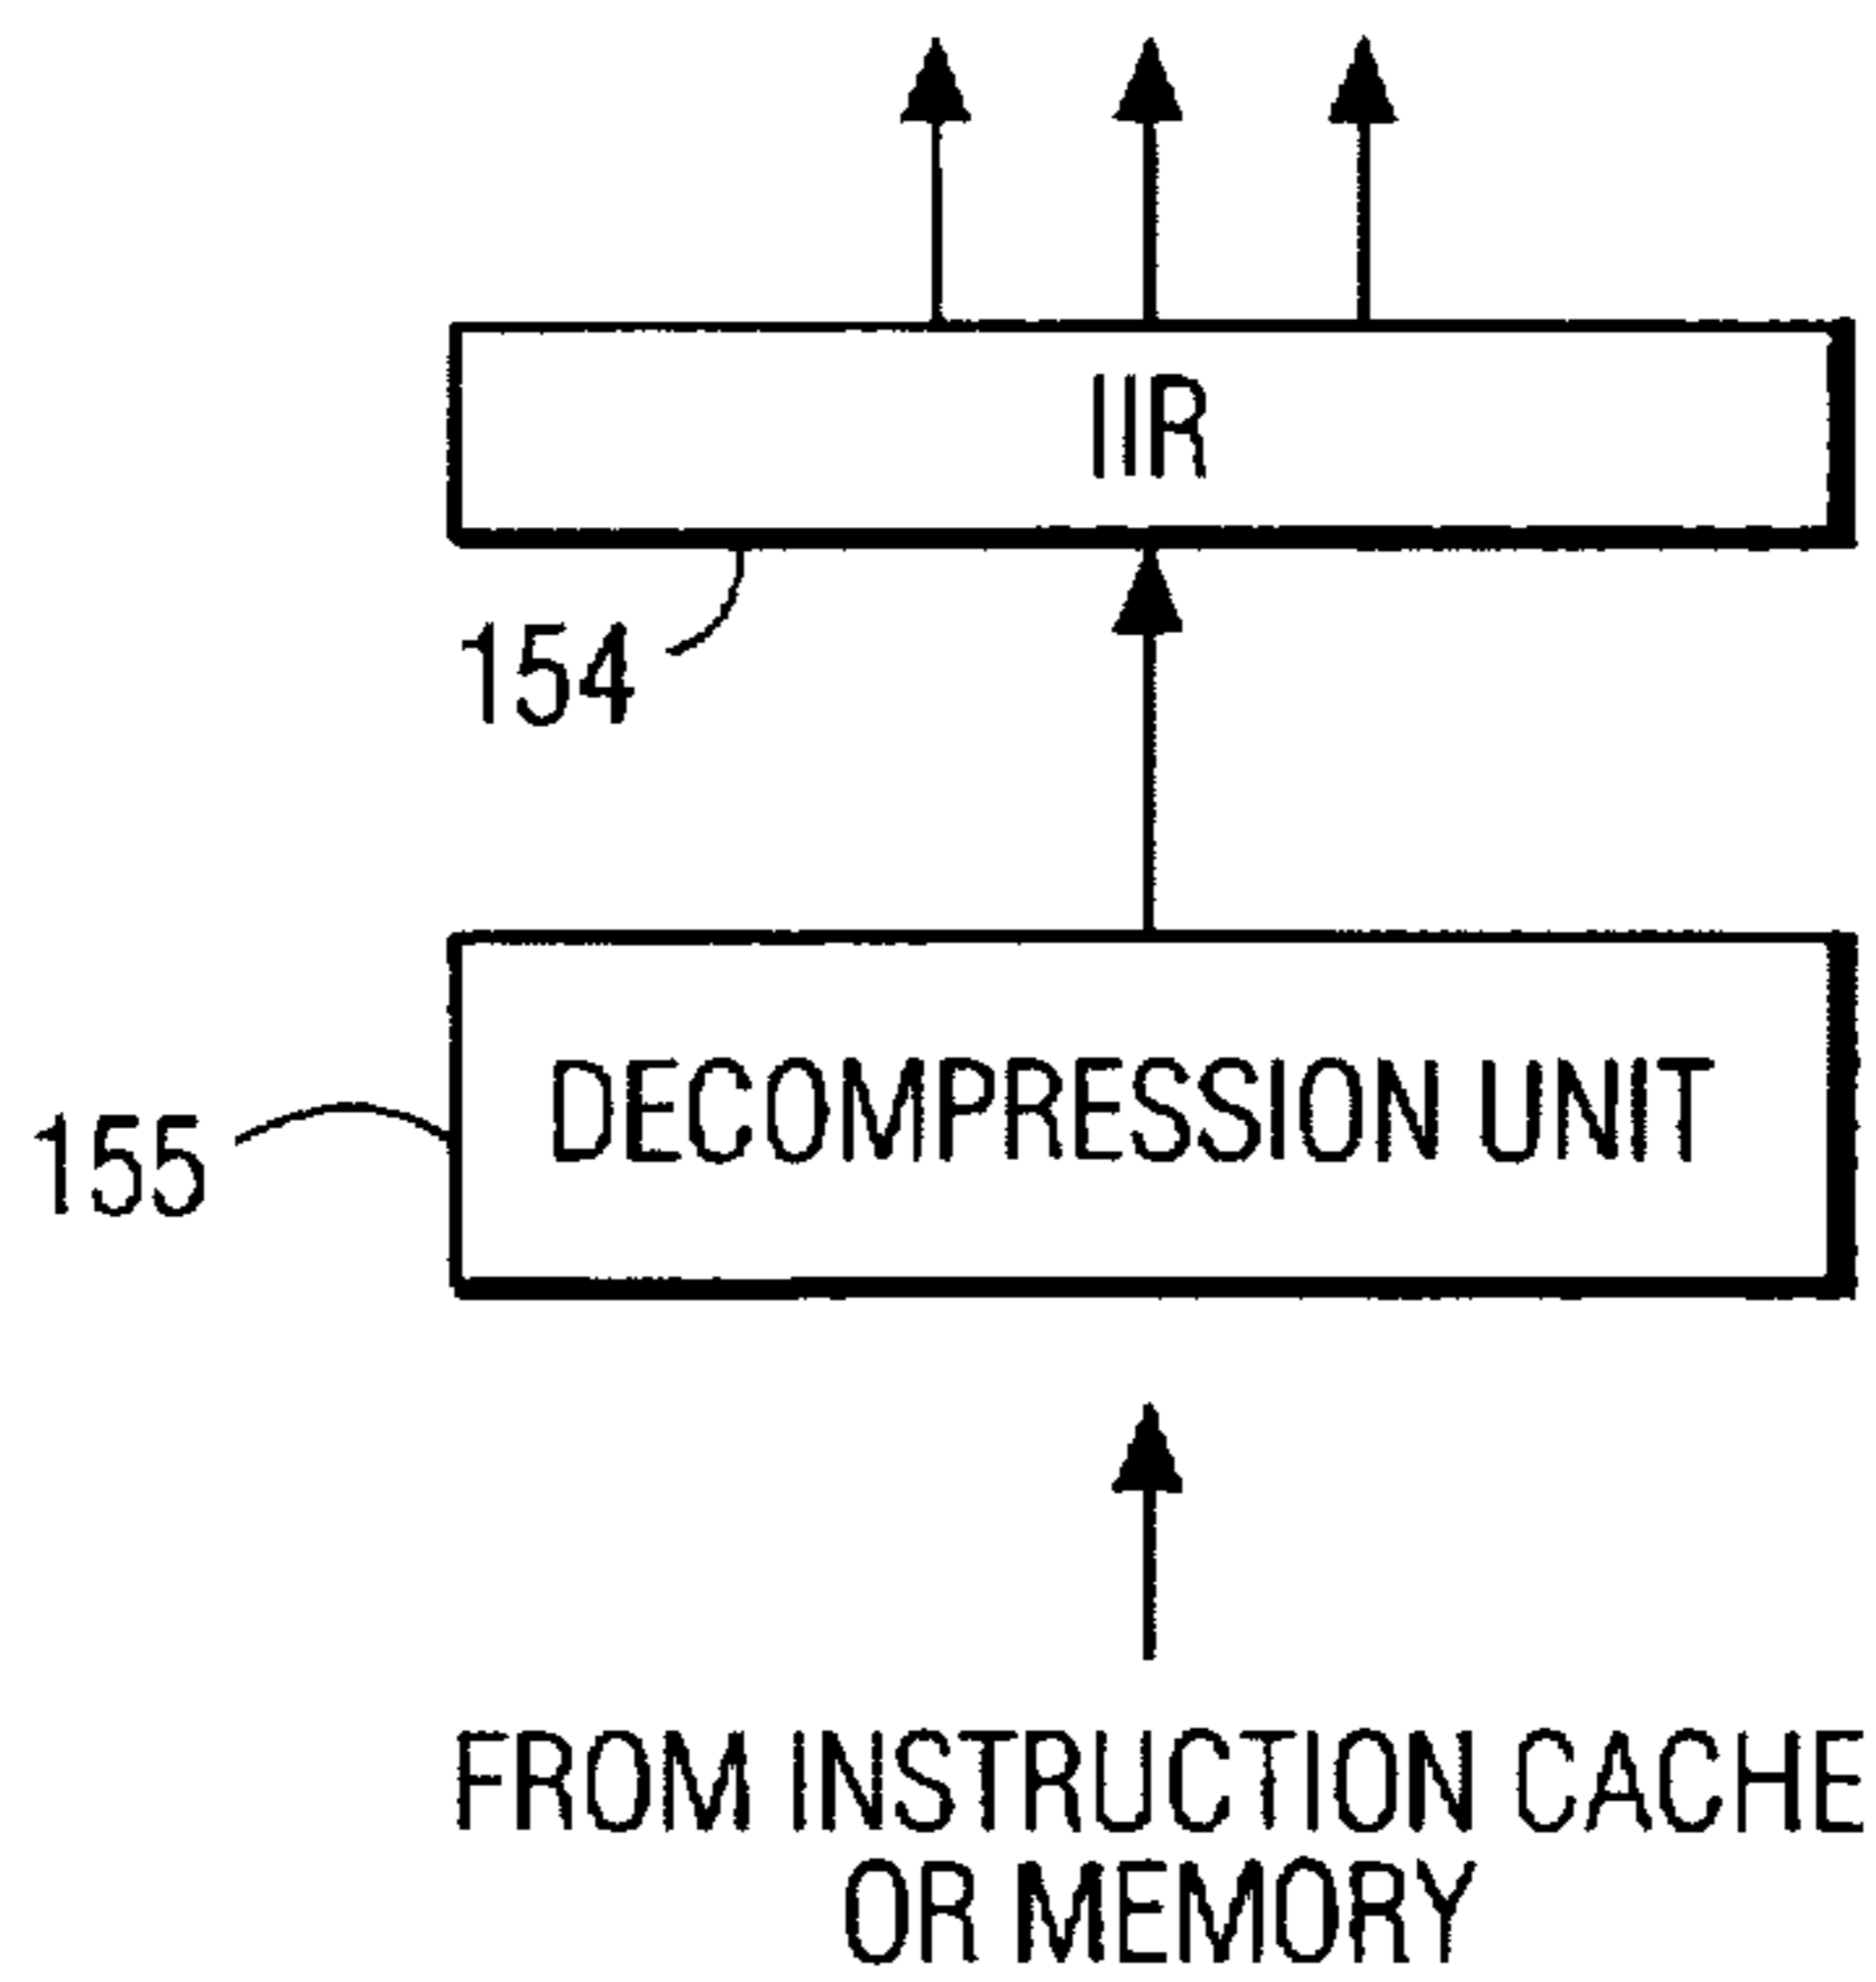 IIR
154
DECOMPRESSION UNIT
155
FROM INSTRUCTION CACHE
OR MEMORY